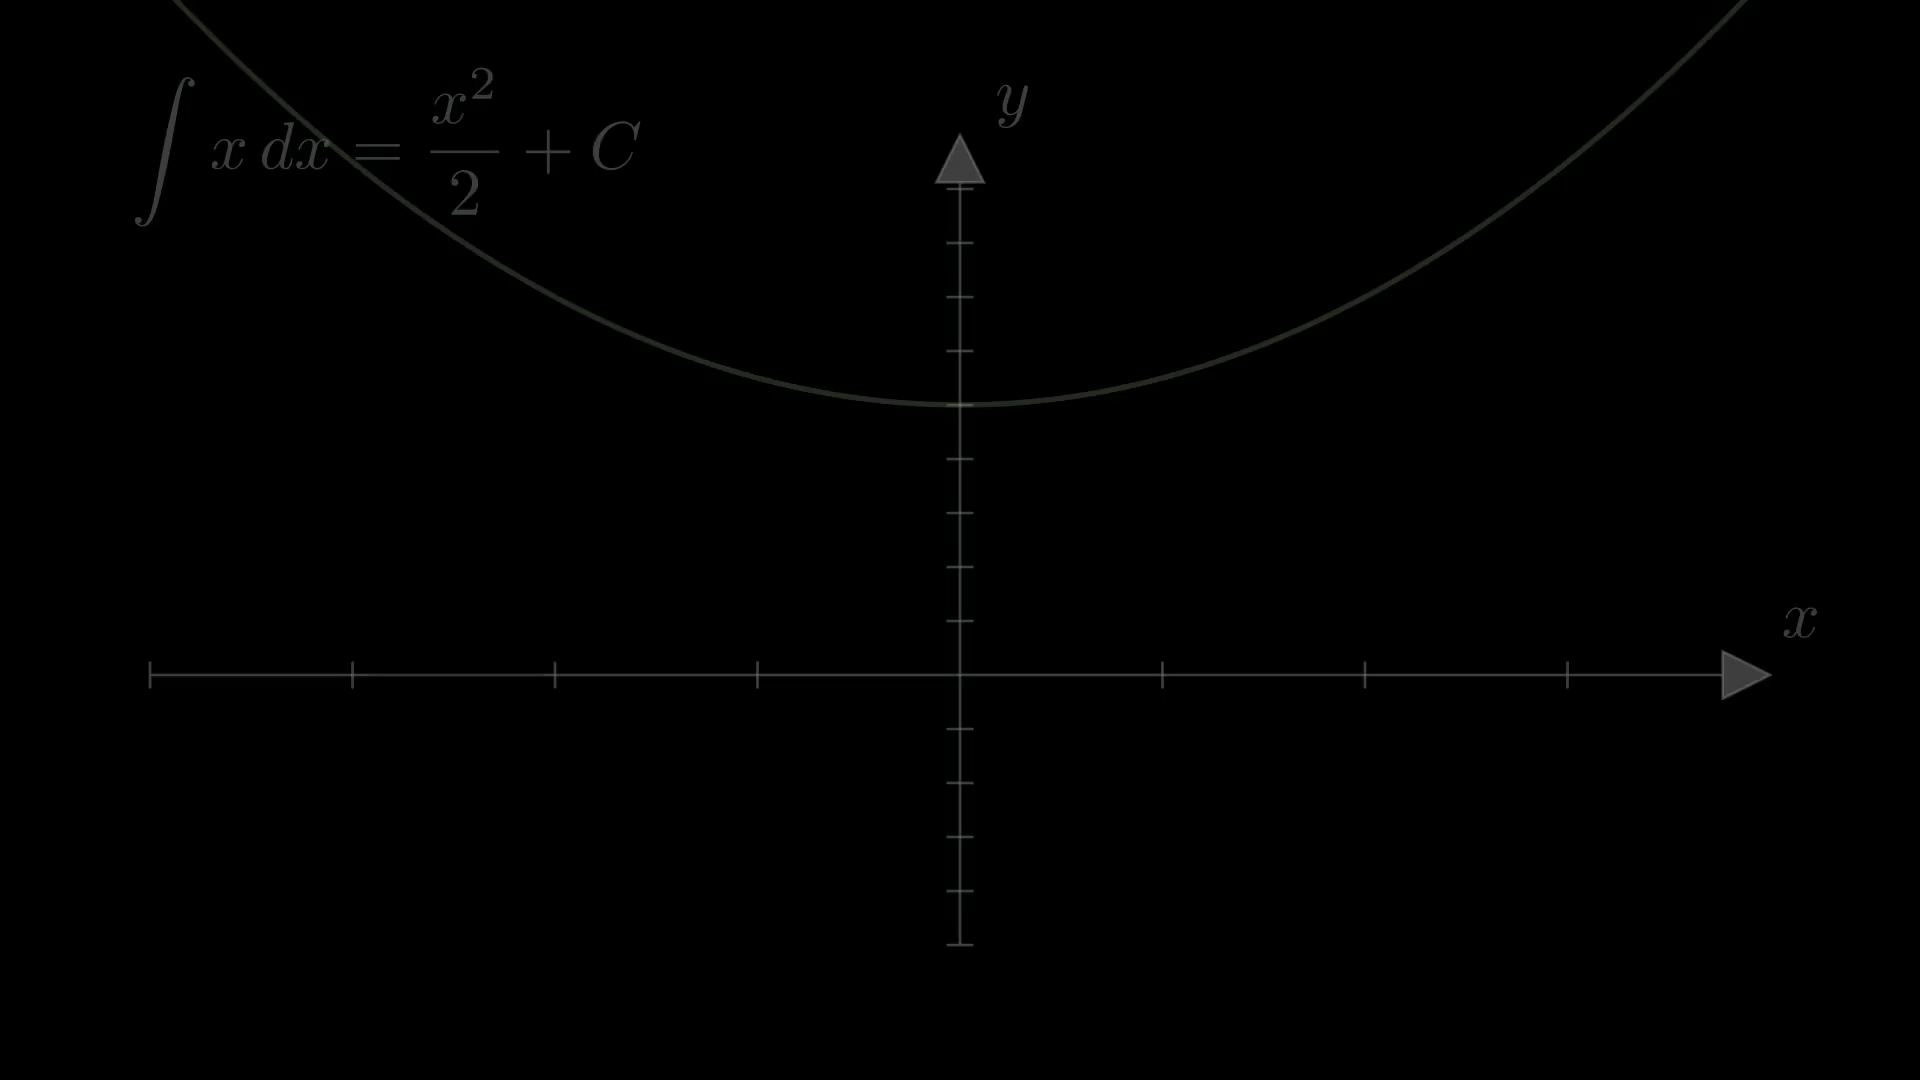 ∫ x dx = x²/2 + C
y
x